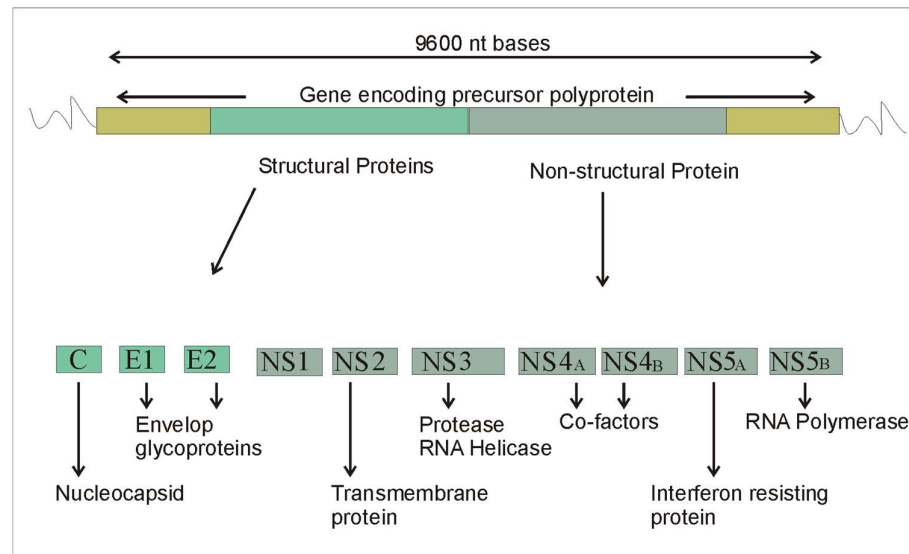 9600 nt bases
Gene encoding precursor polyprotein
Structural Proteins
Non-structural Protein
C
E1
E2
NS1
NS2
NS3
NS4A
NS4B
NS5A
NS5B
Envelop
glycoproteins
Protease
RNA Helicase
Co-factors
RNA Polymerase
Nucleocapsid
Transmembrane
protein
Interferon resisting
protein